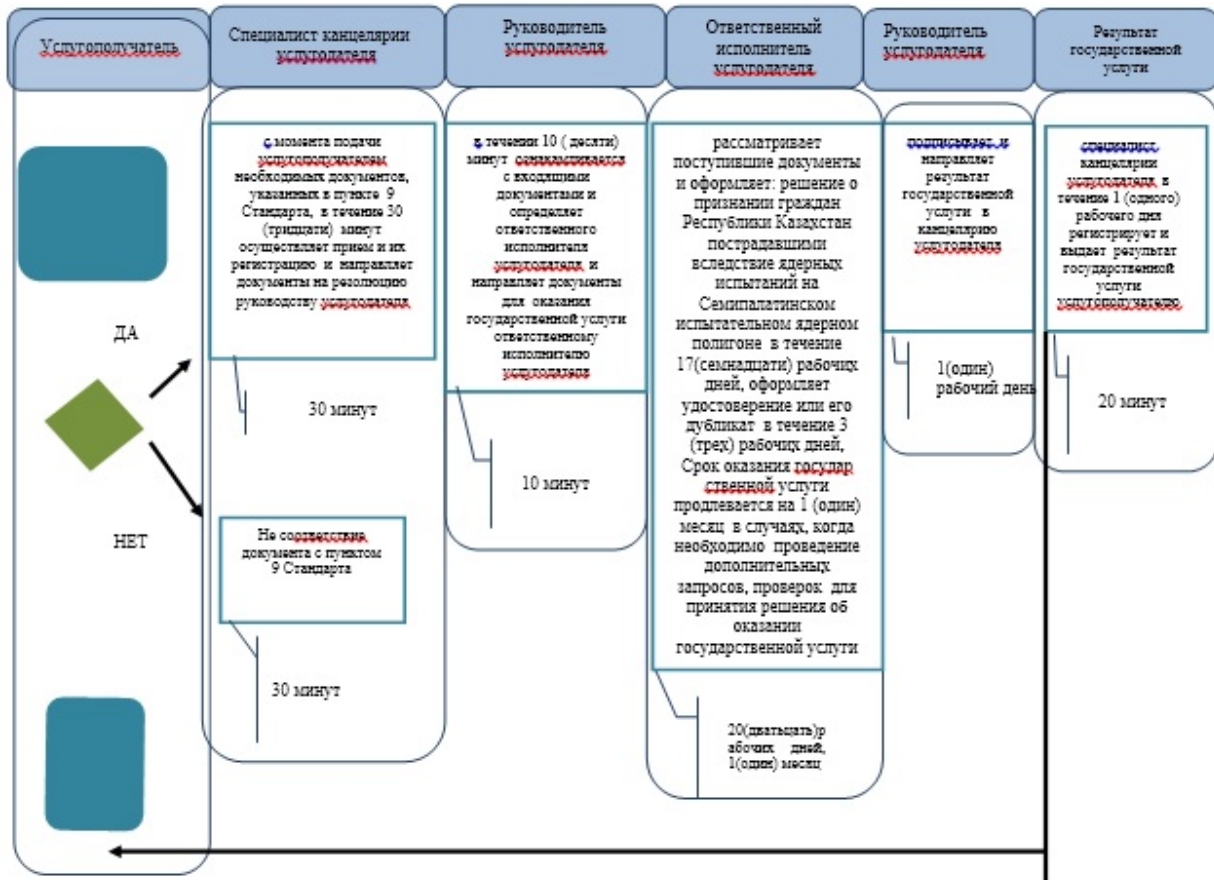 Услугополучатель
Специалист канцелярии
услугодателя
Руководитель
услугодателя
Ответственный
исполнитель
услугодателя
Руководитель
услугодателя
Результат
государственной
услуги
с момента подачи
услугополучателем
необходимых документов,
указанных в пункте 9
Стандарта, в течение 30
(тридцати) минут
осуществляет прием и их
регистрацию и направляет
документы на резолюцию
руководству услугодателя
30 минут
ДА
НЕТ
Не соответствие
документа с пунктом
9 Стандарта
30 минут
в течении 10 ( десяти)
минут ознакамливается
с входящими
документами и
определяет
ответственного
исполнителя
услугодателя и
направляет документы
для оказания
государственной услуги
ответственному
исполнителю
услугодателя
10 минут
рассматривает
поступившие документы
и оформляет: решение о
признании граждан
Республики Казахстан
пострадавшими
вследствие ядерных
испытаний на
Семипалатинском
испытательном ядерном
полигоне в течение
17(семнадцати) рабочих
дней, оформляет
удостоверение или его
дубликат в течение 3
(трех) рабочих дней,
Срок оказания государ
ственной услуги
продлевается на 1 (один)
месяц в случаях, когда
необходимо проведение
дополнительных
запросов, проверок для
принятия решения об
оказании
государственной услуги
20(дватьцать)р
абочих дней,
1(один) месяц
подписывает и
направляет
результат
государственной
услуги в
канцелярию
услугодателя
1(один)
рабочий день
специалист
канцелярии
услугодателя в
течение 1 (одного)
рабочего дня
регистрирует и
выдает результат
государственной
услуги
услугополучателю
20 минут